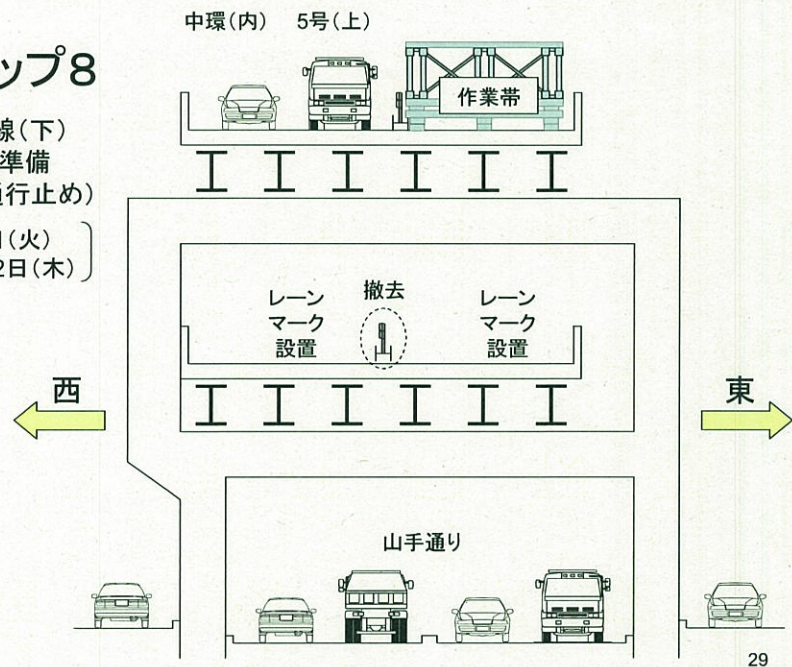 中環(内) 5号(上)
ップ8
作業帯
線(下)
準備
通行止め)
(火)
2日(木)
レーン
マーク
設置
撤去
レーン
マーク
設置
西
東
山手通り
29